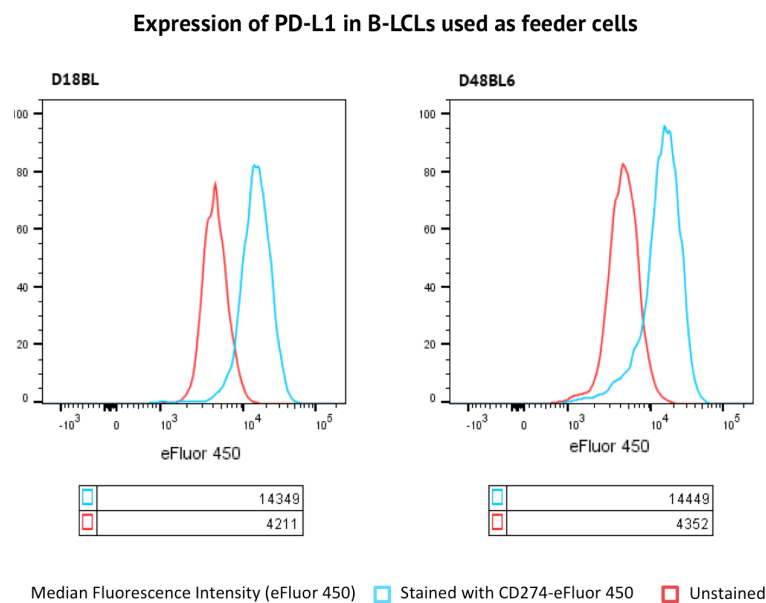 Expression of PD-L1 in B-LCLs used as feeder cells
D18BL
100
80
60
40
20
0
-10³ 0 10³ 10⁴ 10⁵
eFluor 450
14349
4211
D48BL6
100
80
60
40
20
0
-10³ 0 10³ 10⁴ 10⁵
eFluor 450
14449
4352
Median Fluorescence Intensity (eFluor 450) Stained with CD274-eFluor 450 Unstained